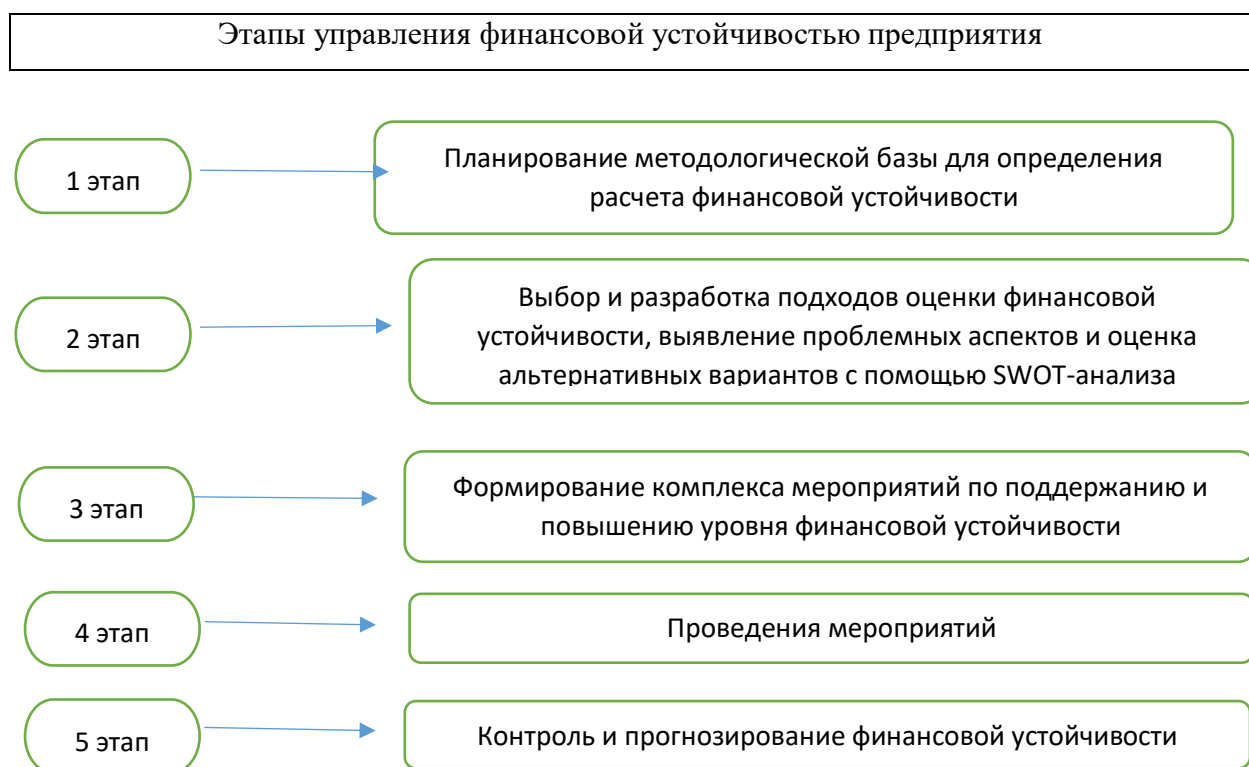 Этапы управления финансовой устойчивостью предприятия
1 этап
Планирование методологической базы для определения
расчета финансовой устойчивости
2 этап
Выбор и разработка подходов оценки финансовой
устойчивости, выявление проблемных аспектов и оценка
альтернативных вариантов с помощью SWOT-анализа
3 этап
Формирование комплекса мероприятий по поддержанию и
повышению уровня финансовой устойчивости
4 этап
Проведения мероприятий
5 этап
Контроль и прогнозирование финансовой устойчивости